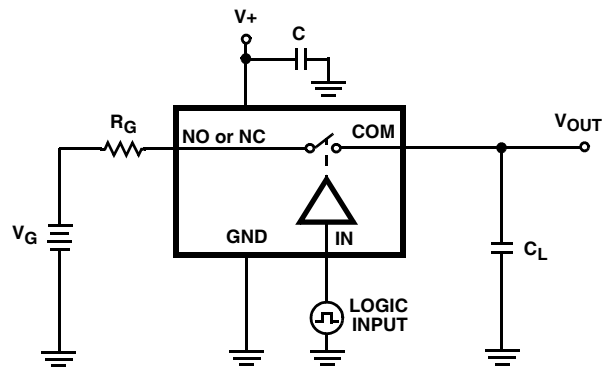 V+
C
RG
NO or NC
COM
VOUT
VG
GND
IN
CL
LOGIC
INPUT